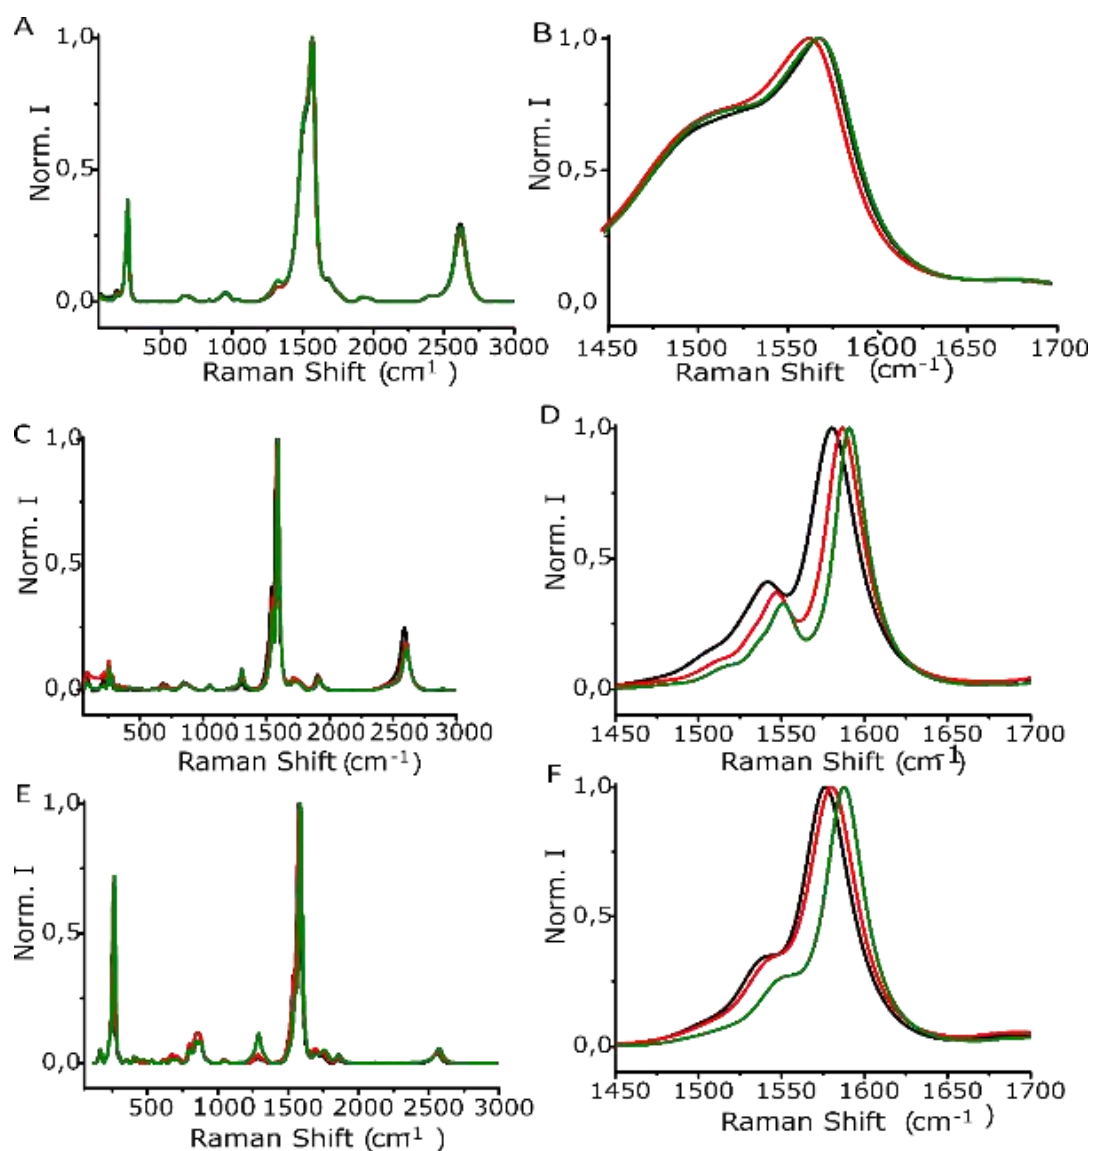 A
1,0
0,5
0,0
Norm. I
500 1000 1500 2000 2500 3000
Raman Shift (cm1 )
B
1,0
0,5
0,0
Norm. I
1450 1500 1550 1600 1650 1700
Raman Shift (cm-1)
C
1,0
0,5
0,0
Norm. I
500 1000 1500 2000 2500 3000
Raman Shift (cm-1)
D
1,0
0,5
0,0
Norm. I
1450 1500 1550 1600 1650 1700
Raman Shift (cm-1)
E
1,0
0,5
0,0
Norm. I
500 1000 1500 2000 2500 3000
Raman Shift (cm1 )
F
1,0
0,5
0,0
Norm. I
1450 1500 1550 1600 1650 1700
Raman Shift (cm-1 )